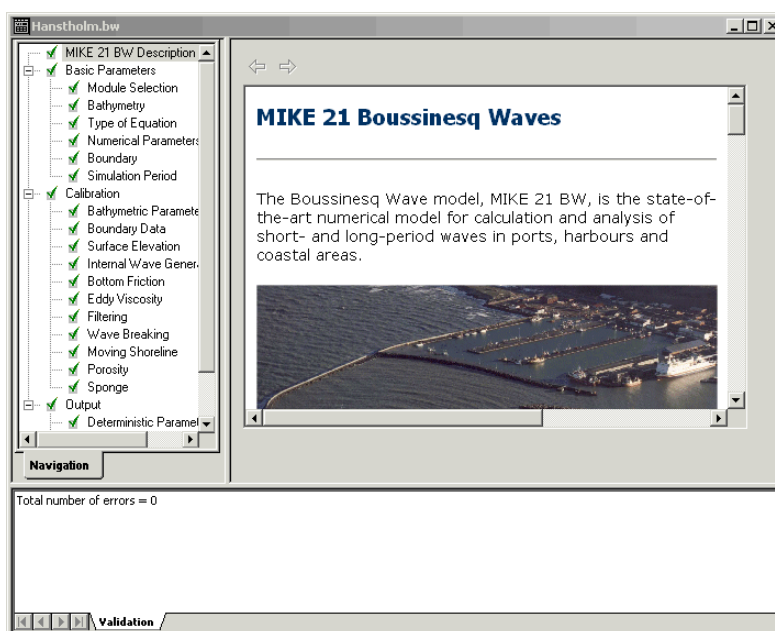 Hanstholm.bw
MIKE 21 BW Description
Basic Parameters
Module Selection
Bathymetry
Type of Equation
Numerical Parameters
Boundary
Simulation Period
Calibration
Bathymetric Paramete
Boundary Data
Surface Elevation
Internal Wave Gener
Bottom Friction
Eddy Viscosity
Filtering
Wave Breaking
Moving Shoreline
Porosity
Sponge
Output
Deterministic Paramet
Navigation
MIKE 21 Boussinesq Waves
The Boussinesq Wave model, MIKE 21 BW, is the state-of-
the-art numerical model for calculation and analysis of
short- and long-period waves in ports, harbours and
coastal areas.
Total number of errors = 0
Validation